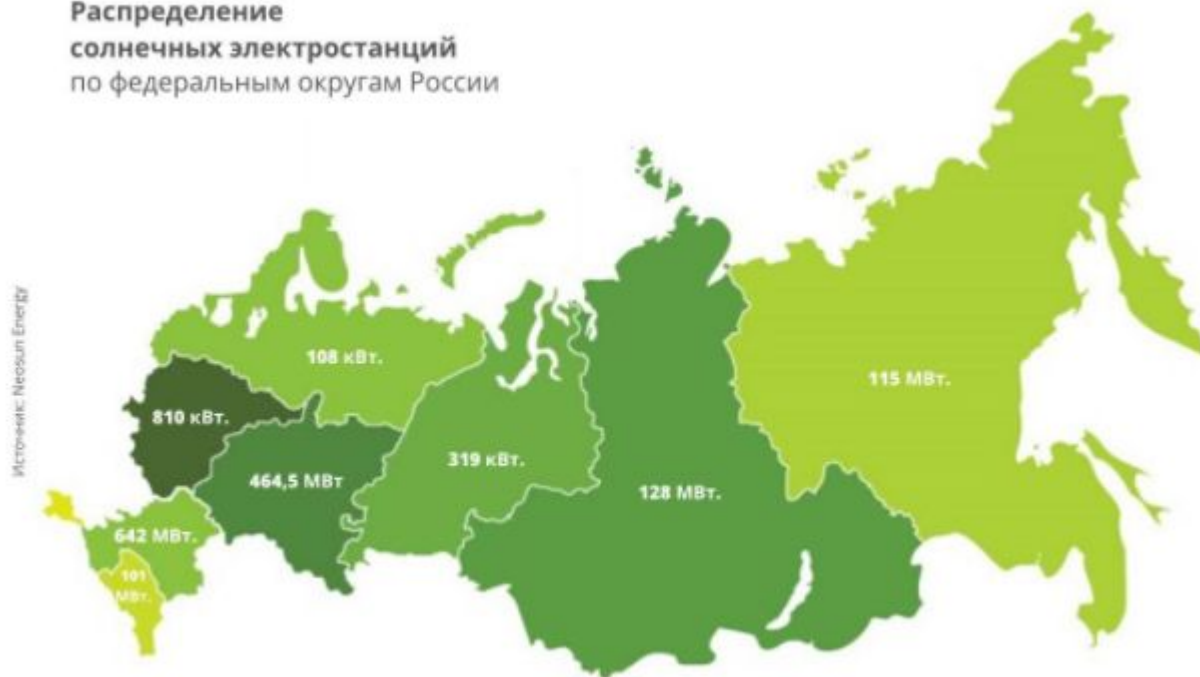 Распределение
солнечных электростанций
по федеральным округам России
Источник: Neosun Energy
108 кВт.
115 МВт.
810 кВт.
319 кВт.
464,5 МВт
128 МВт.
642 МВт.
101
МВт.